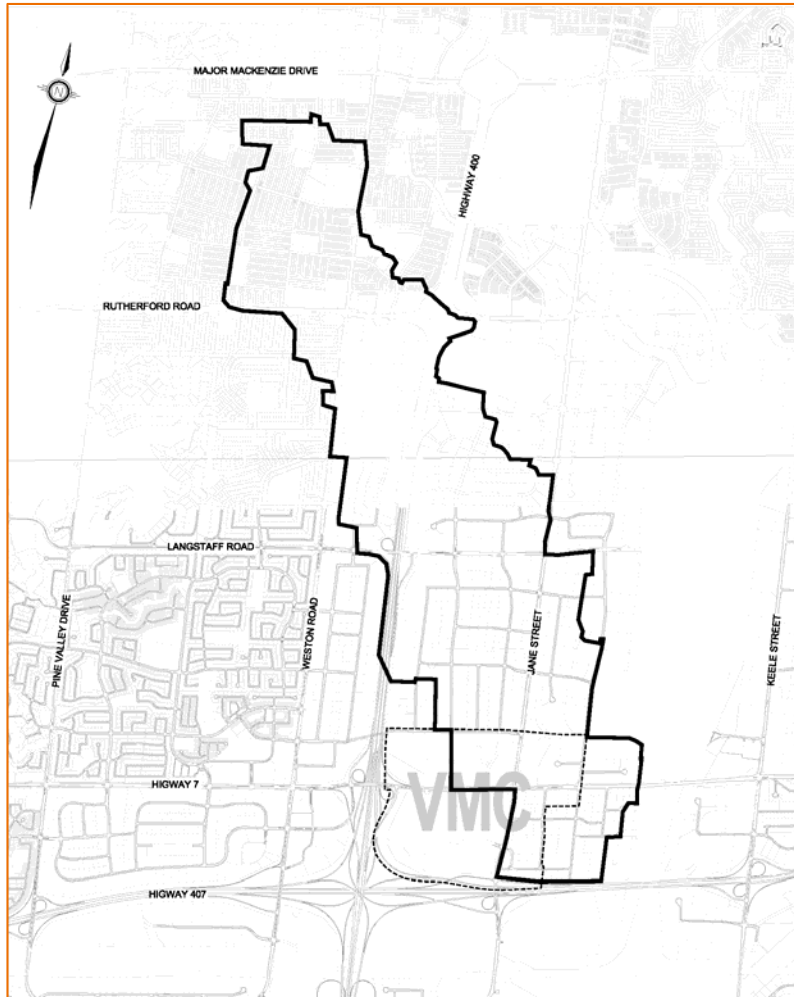 MAJOR MACKENZIE DRIVE
N
HIGHWAY 400
RUTHERFORD ROAD
LANGSTAFF ROAD
PINE VALLEY DRIVE
WESTON ROAD
JANE STREET
KEELE STREET
HIGWAY 7
VMC
HIGWAY 407